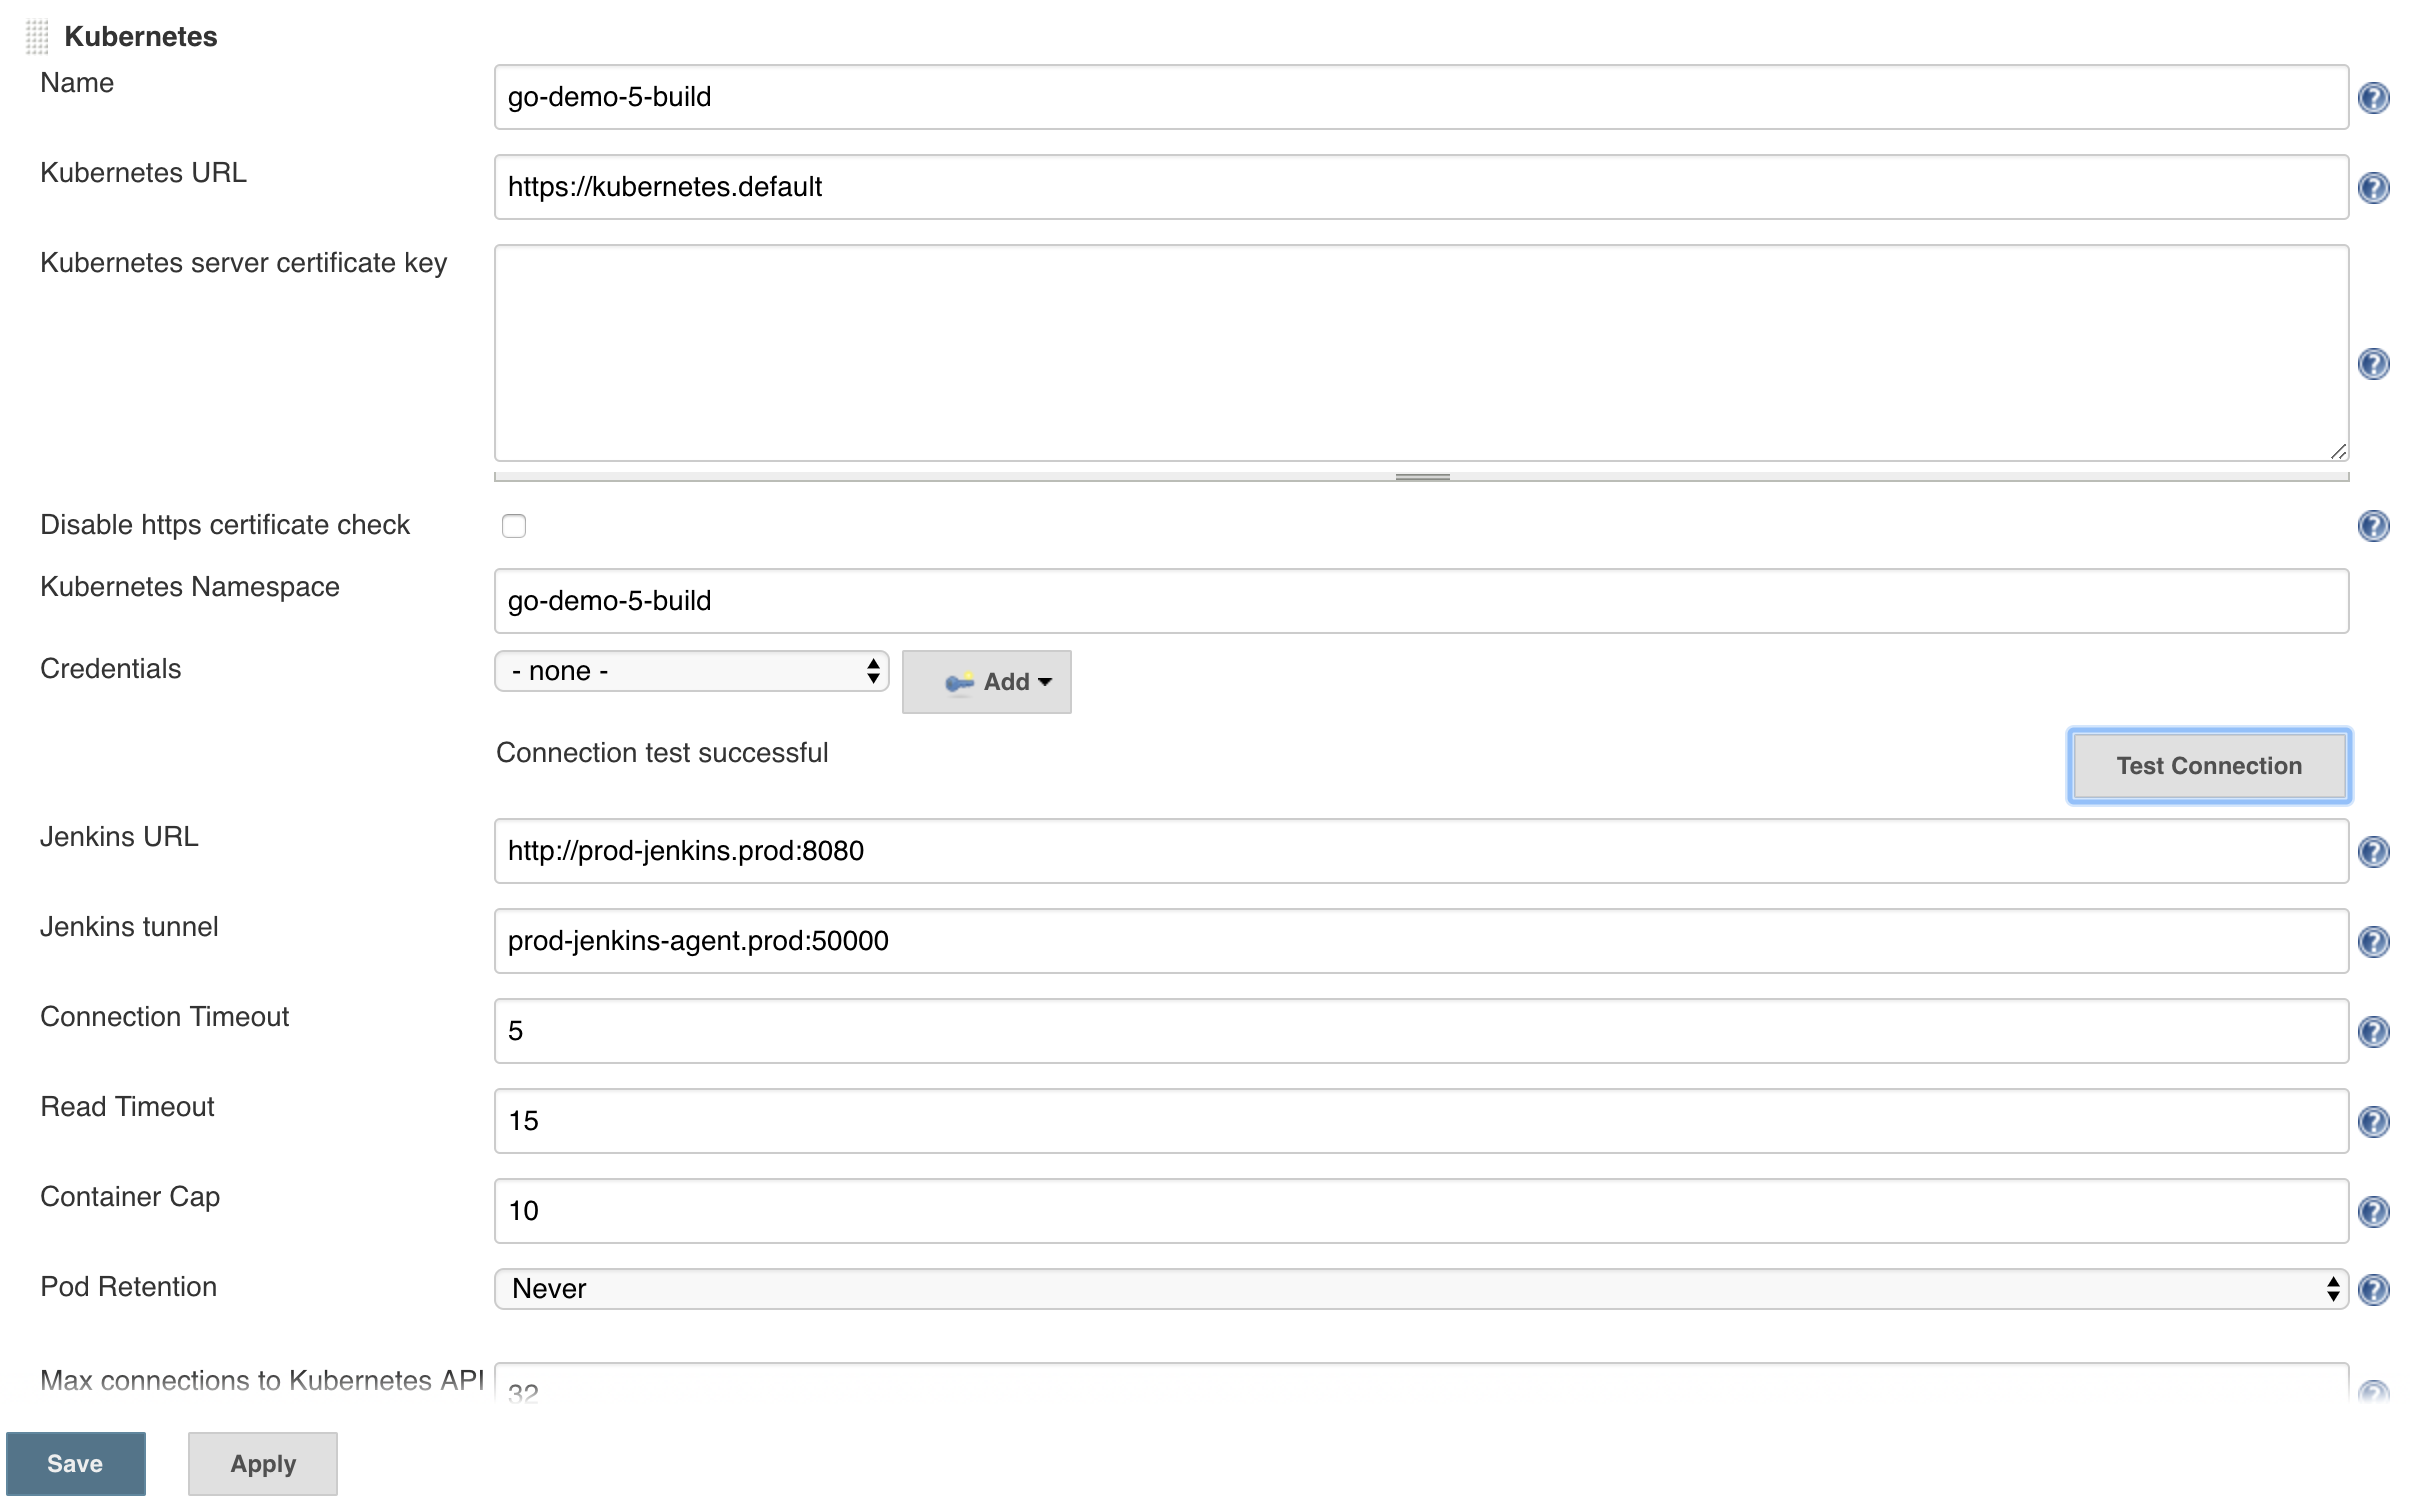 Kubernetes
Name
go-demo-5-build
Kubernetes URL
https://kubernetes.default
Kubernetes server certificate key
Disable https certificate check
Kubernetes Namespace
go-demo-5-build
Credentials
- none -
Add
Connection test successful
Test Connection
Jenkins URL
http://prod-jenkins.prod:8080
Jenkins tunnel
prod-jenkins-agent.prod:50000
Connection Timeout
5
Read Timeout
15
Container Cap
10
Pod Retention
Never
Max connections to Kubernetes API
32
Save
Apply